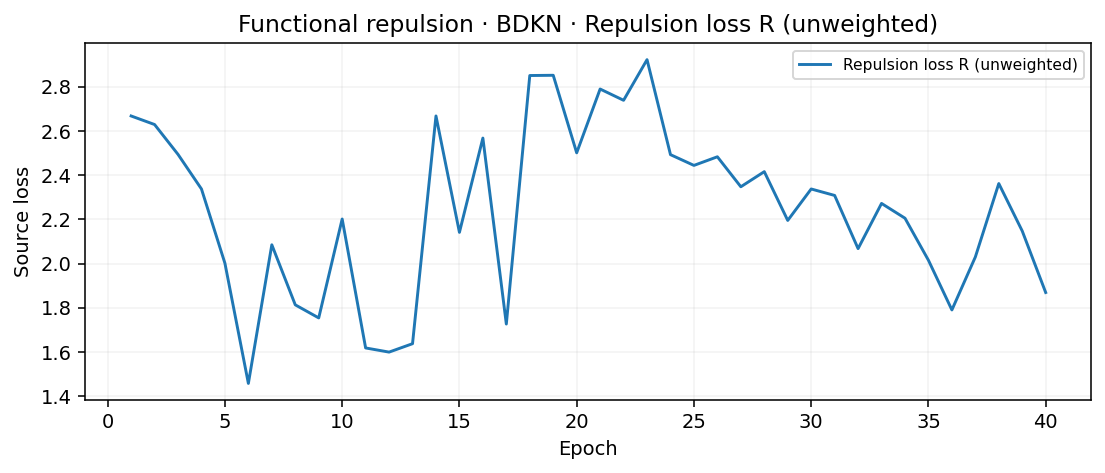 Functional repulsion · BDKN · Repulsion loss R (unweighted)
Repulsion loss R (unweighted)
Source loss
2.8
2.6
2.4
2.2
2.0
1.8
1.6
1.4
0 5 10 15 20 25 30 35 40
Epoch